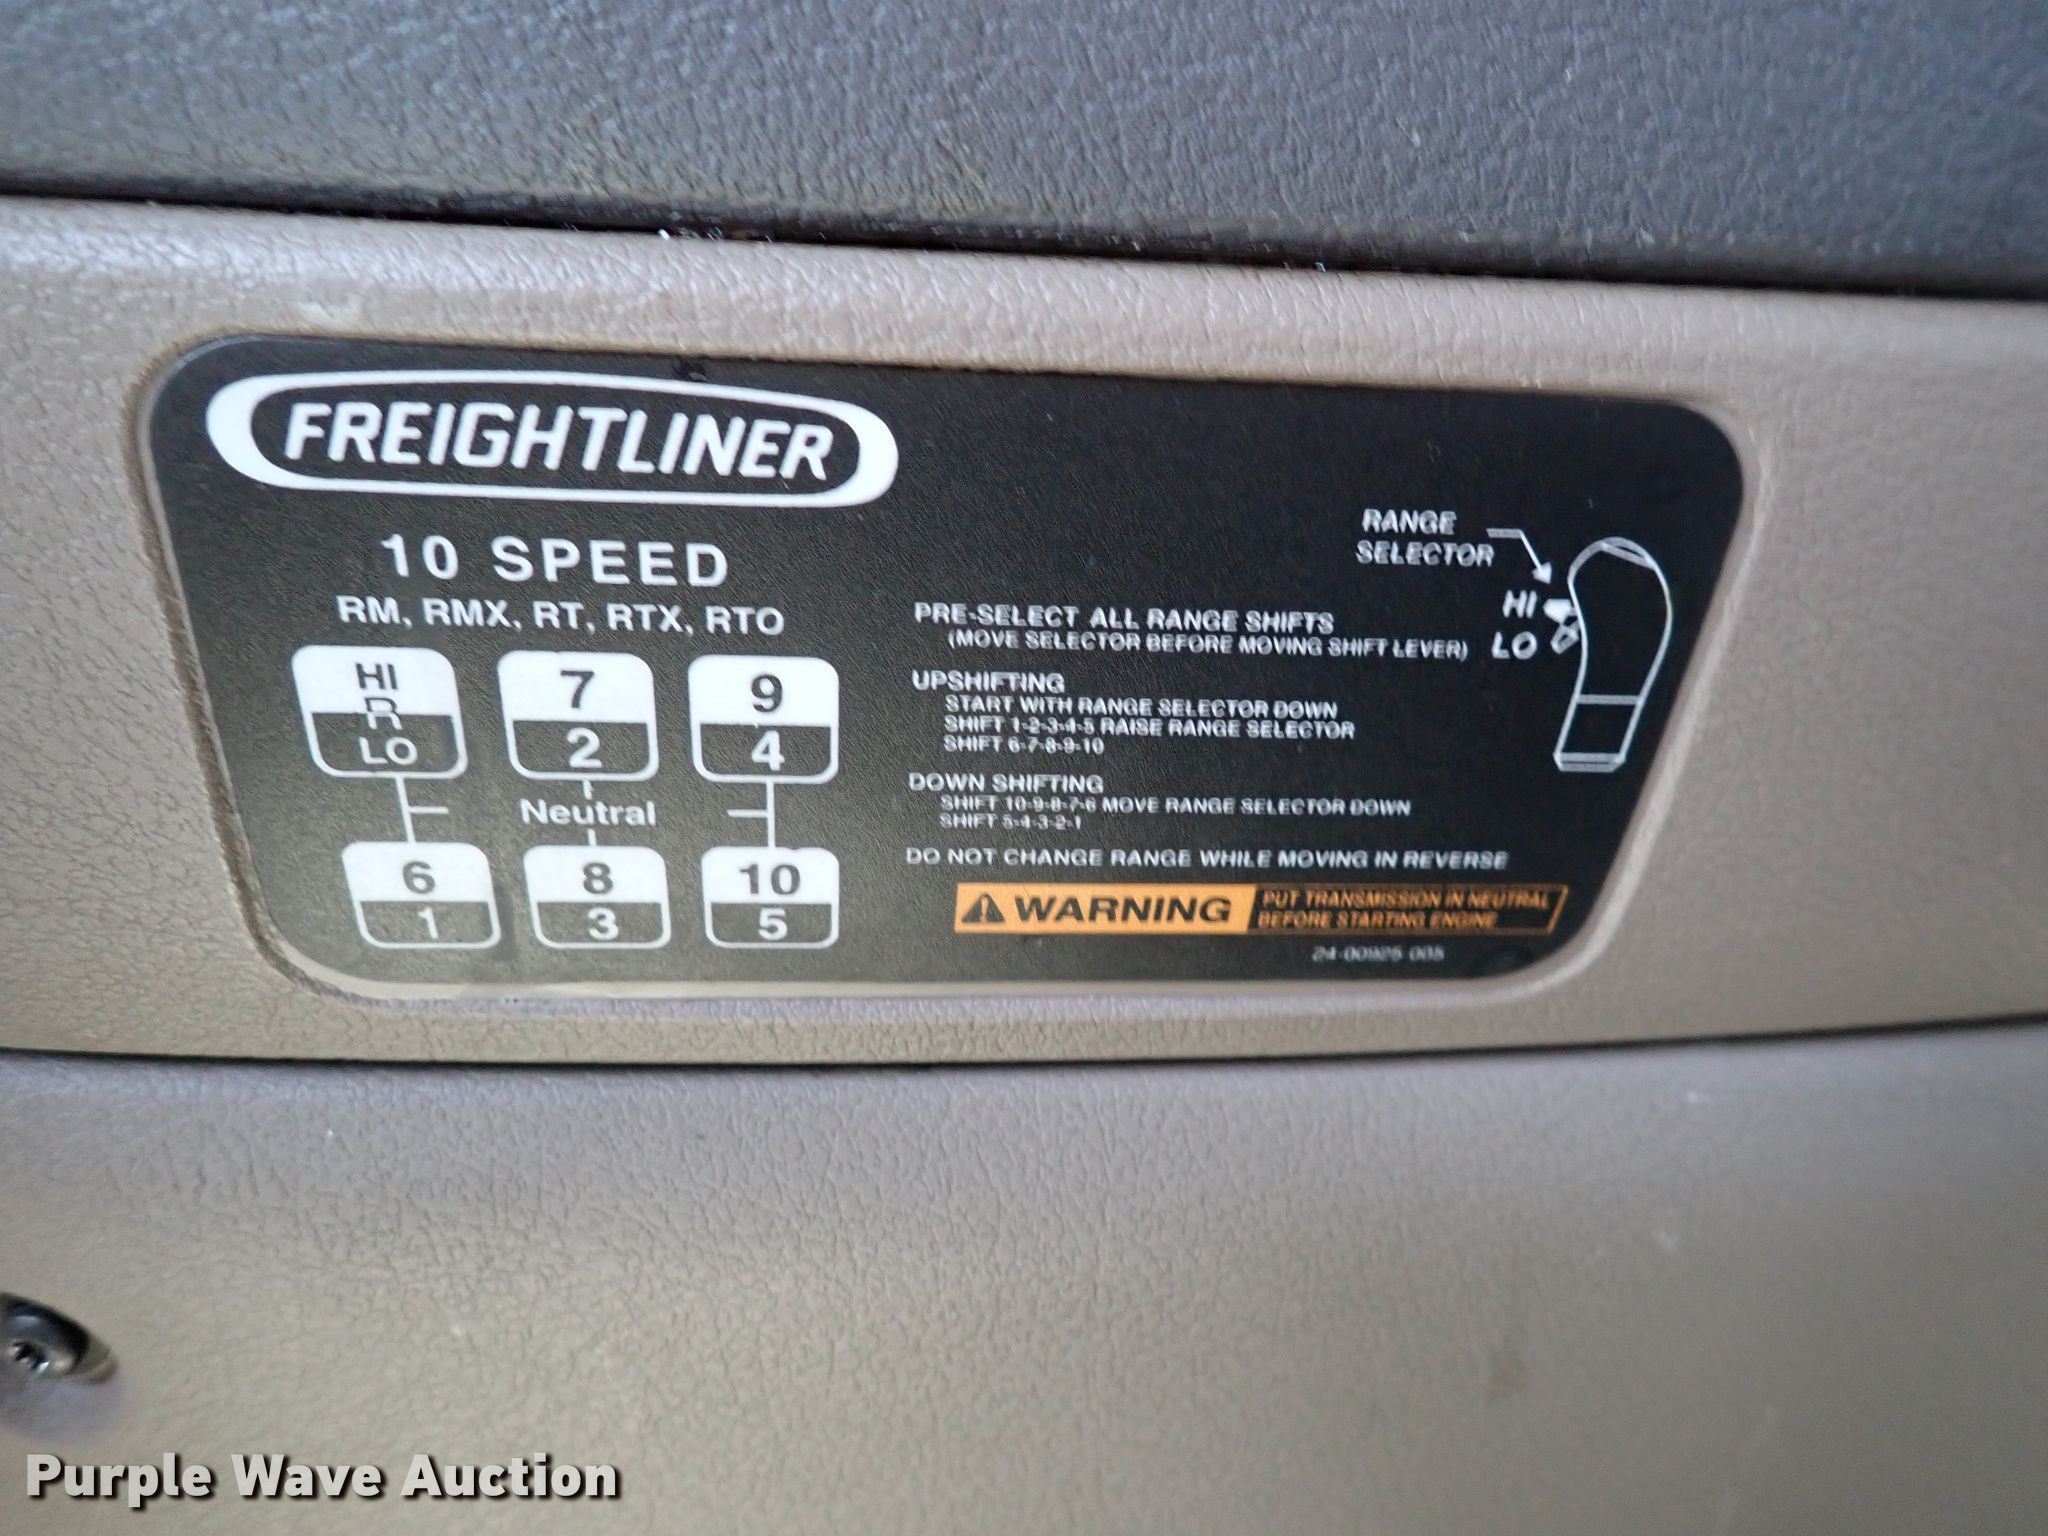 FREIGHTLINER
10 SPEED
RM, RMX, RT, RTX, RTO
HI
R
LO
7
2
9
4
Neutral
6
1
8
3
10
5
RANGE
SELECTOR
HI
LO
PRE-SELECT ALL RANGE SHIFTS
(MOVE SELECTOR BEFORE MOVING SHIFT LEVER)
UPSHIFTING
START WITH RANGE SELECTOR DOWN
SHIFT 1-2-3-4-5 RAISE RANGE SELECTOR
SHIFT 6-7-8-9-10
DOWN SHIFTING
SHIFT 10-9-8-7-6 MOVE RANGE SELECTOR DOWN
SHIFT 5-4-3-2-1
DO NOT CHANGE RANGE WHILE MOVING IN REVERSE
WARNING
PUT TRANSMISSION IN NEUTRAL
BEFORE STARTING ENGINE
24-00925-005
Purple Wave Auction